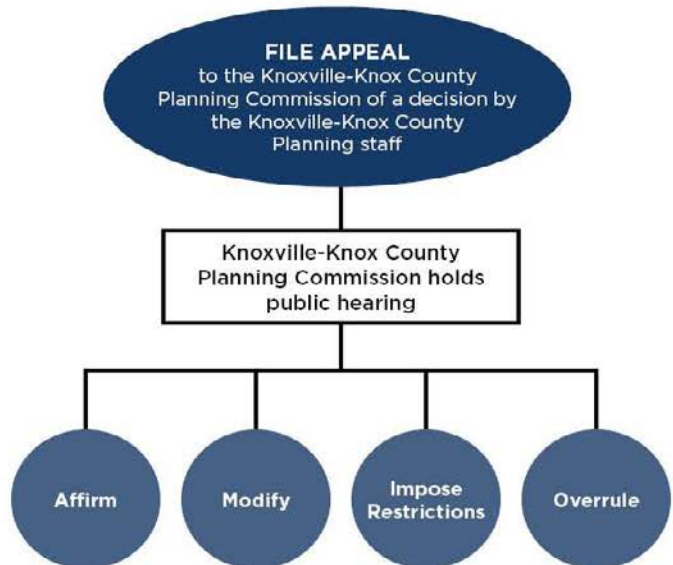 FILE APPEAL
to the Knoxville-Knox County
Planning Commission of a decision by
the Knoxville-Knox County
Planning staff
Knoxville-Knox County
Planning Commission holds
public hearing
Affirm
Modify
Impose
Restrictions
Overrule